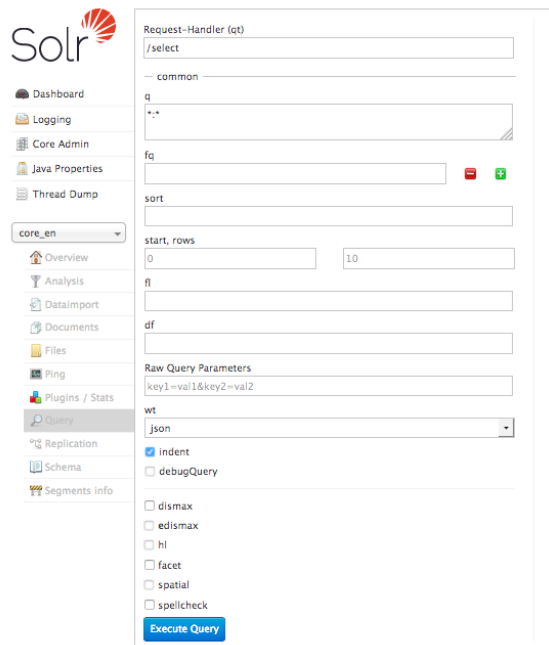 Solr
Dashboard
Logging
Core Admin
Java Properties
Thread Dump
core_en
Overview
Analysis
Dataimport
Documents
Files
Ping
Plugins / Stats
Query
Replication
Schema
Segments info
Request-Handler (qt)
/select
common
q
*:*
fq
sort
start, rows
0 10
fl
df
Raw Query Parameters
key1=val1&key2=val2
wt
json
indent
debugQuery
dismax
edismax
hl
facet
spatial
spellcheck
Execute Query